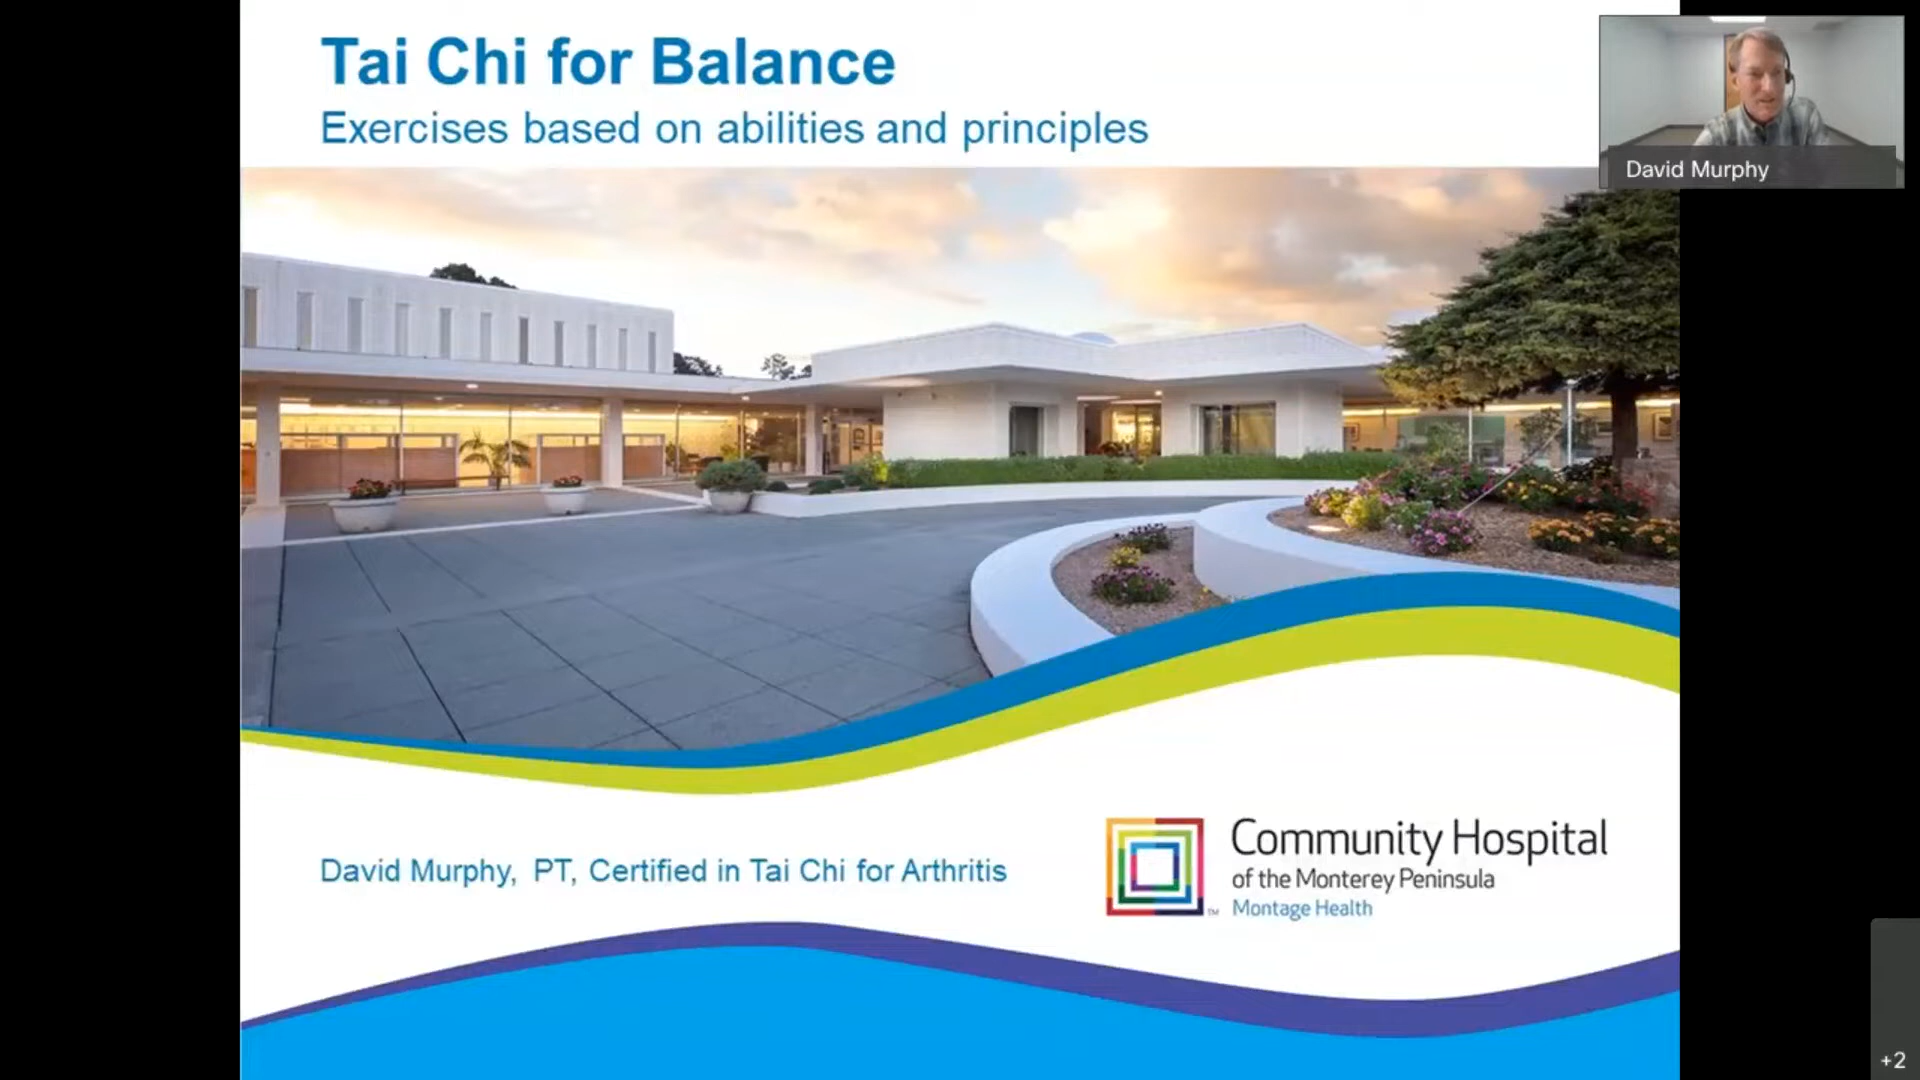 Tai Chi for Balance
Exercises based on abilities and principles
David Murphy
David Murphy, PT, Certified in Tai Chi for Arthritis
Community Hospital
of the Monterey Peninsula
TM
Montage Health
+2